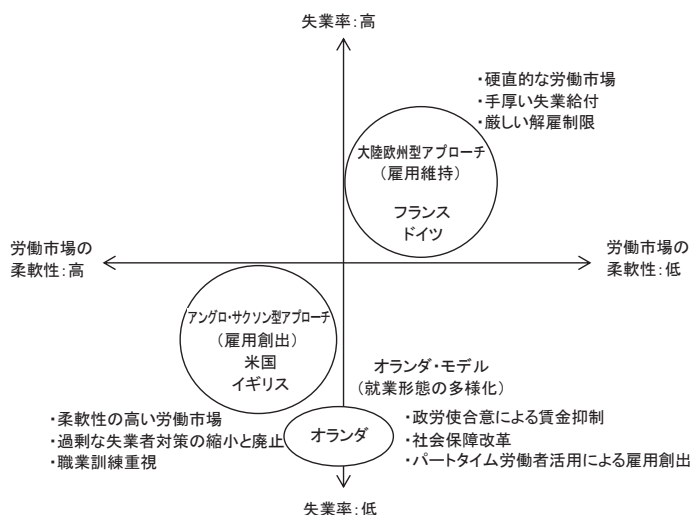 失業率：高
・硬直的な労働市場
・手厚い失業給付
・厳しい解雇制限
大陸欧州型アプローチ
（雇用維持）
フランス
ドイツ
労働市場の
柔軟性：高
労働市場の
柔軟性：低
アングロ・サクソン型アプローチ
（雇用創出）
米国
イギリス
オランダ・モデル
（就業形態の多様化）
・柔軟性の高い労働市場
・過剰な失業者対策の縮小と廃止
・職業訓練重視
オランダ
・政労使合意による賃金抑制
・社会保障改革
・パートタイム労働者活用による雇用創出
失業率：低